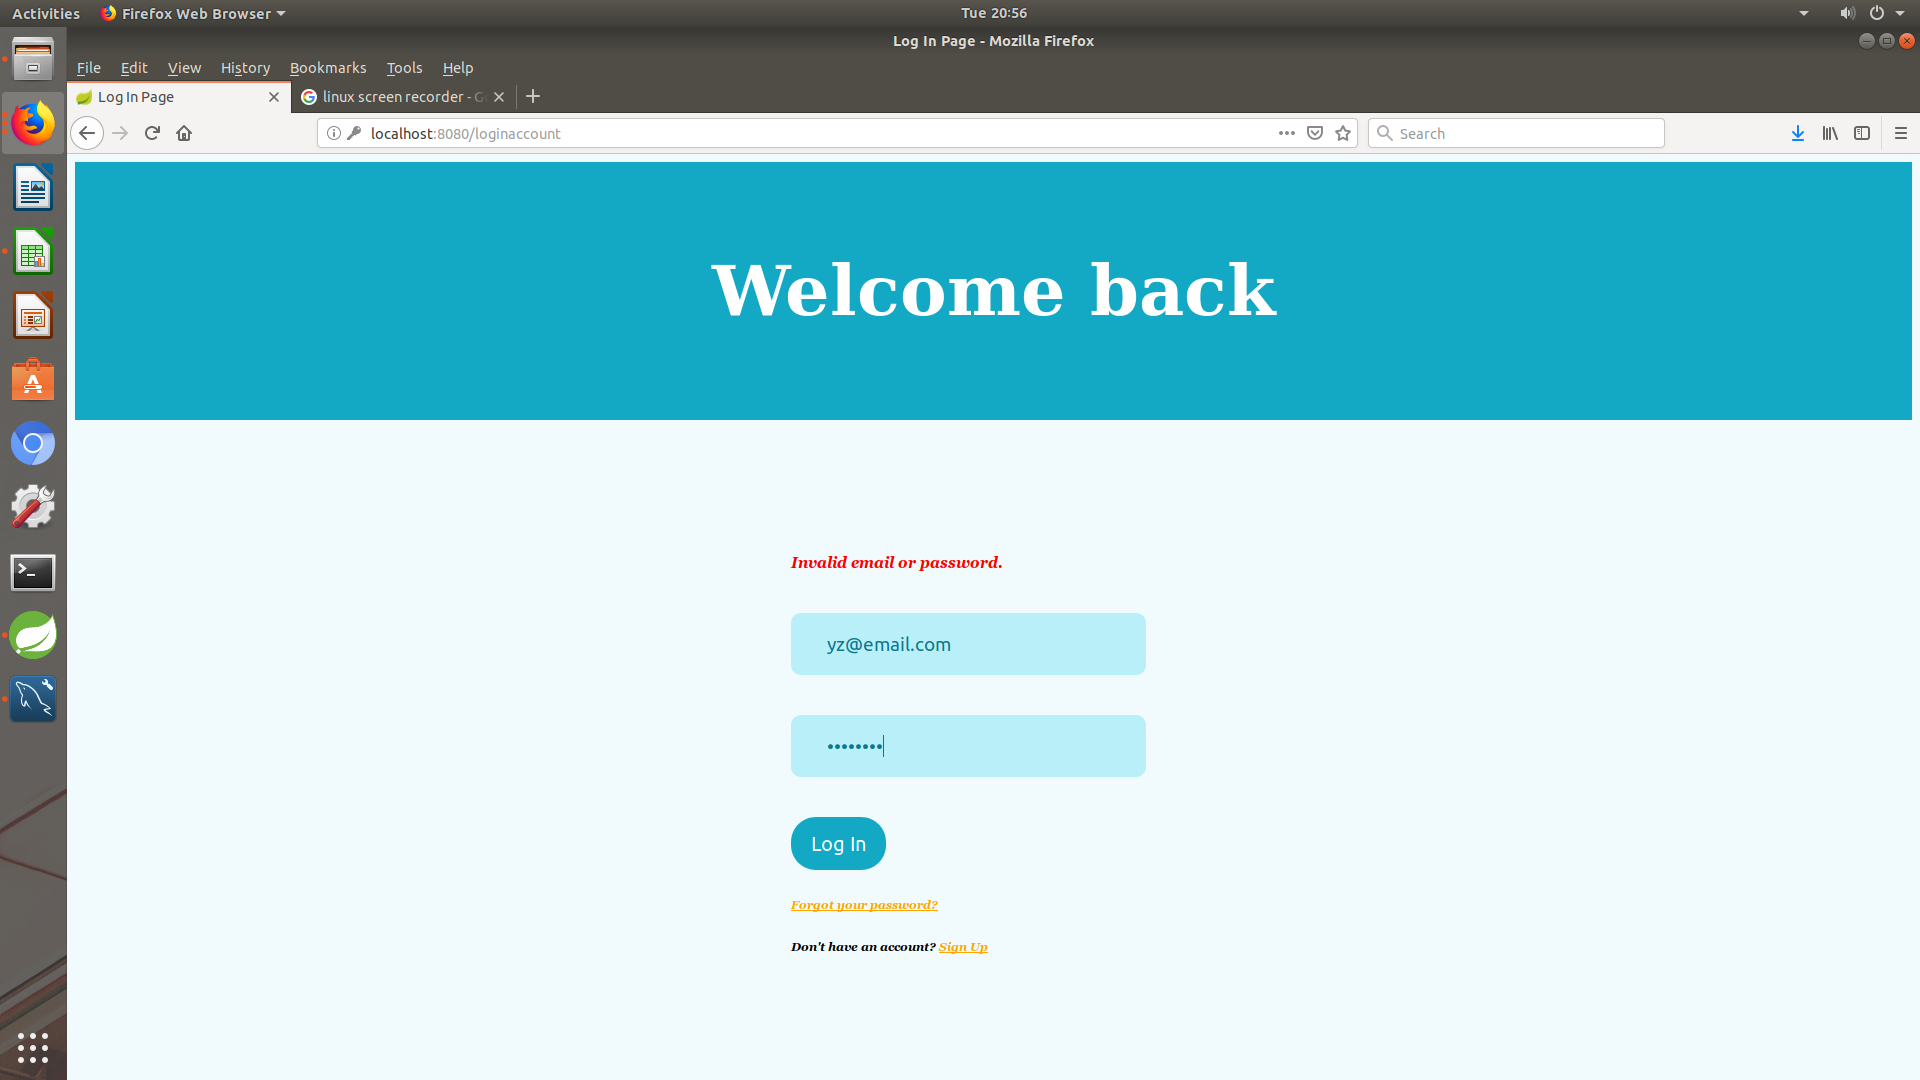 Activities Firefox Web Browser Tue 20:56
Log In Page - Mozilla Firefox
File Edit View History Bookmarks Tools Help
Log In Page linux screen recorder - G
localhost:8080/loginaccount Search
Welcome back
Invalid email or password.
yz@email.com
••••••••
Log In
Forgot your password?
Don't have an account? Sign Up